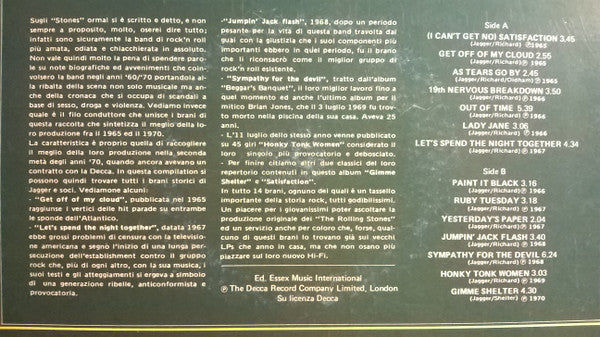 Sugli "Stones" ormai si è scritto e detto, e non
sempre a proposito, molto, oserei dire tutto
infatti sono sicuramente la band di rock'n roll
più amata, odiata e chiacchierata in assoluto.
Non vale quindi molto la pena di spendere paro-
le su note biografiche ed avvenimenti che coin-
volsero la band negli anni '60/'70 portandola al-
la ribalta della scena non solo musicale ma an-
che della cronaca che si occupa di scandali a
base di sesso, droga e violenza. Vediamo invece
quale è il filo conduttore che unisce i brani di
questa raccolta che sintetizza il meglio della lo-
ro produzione fra il 1965 ed il 1970.
La caratteristica è proprio quella di raccogliere
il meglio della loro produzione nella seconda
metà degli anni '70, quando ancora avevano un
contratto con la Decca. In questa compilation si
possono quindi trovare tutti i brani storici di
Jagger e soci. Vediamone alcuni:
- "Get off of my cloud", pubblicata nel 1965
raggiunse i vertici delle hit parade su entrambe
le sponde dell'Atlantico.
- "Let's spend the night together", datata 1967
ebbe grossi problemi di censura con la televisio-
ne americana e segnò l'inizio di una lunga per-
secuzione dell'establishment contro il gruppo
rock che, più di ogni altro, con la sua musica, i
suoi testi e gli atteggiamenti si ergeva a simbolo
di una generazione ribelle, anticonformista e
provocatoria.
-"Jumpin' Jack flash", 1968, dopo un periodo
pesante per la vita di questa band travolta dai
guai con la giustizia che i suoi componenti più
importanti ebbero in quel periodo, fu il brano
che li riconsacrò come il miglior gruppo di
rock'n roll esistente.
- "Sympathy for the devil", tratto dall'album
"Beggar's Banquet", il loro miglior lavoro fino a
quel momento ed anche l'ultimo album per il
mitico Brian Jones, che il 3 luglio 1969 fu trova-
to morto nella piscina della sua casa. Aveva 25
anni.
- L'11 luglio dello stesso anno venne pubblicato
su 45 giri "Honky Tonk Women" considerato il
loro singolo più provocatorio e debosciato.
- Per finire citiamo altri due classici del loro
repertorio contenuti in questo album "Gimme
Shelter" e "Satisfaction".
In tutto 14 brani, ognuno dei quali è un tassello
importante della storia rock, tutti godibilissimi.
Un piacere per i giovanissimi poter ascoltare la
produzione originale dei "The Rolling Stones"
ed un servizio anche per coloro che, forse, qual-
cuno di questi brani lo trovano già sui vecchi
LPs che anno in casa, ma che non osano più
piazzare sul loro nuovo Hi-Fi.
Ed. Essex Music International
℗ The Decca Record Company Limited, London
Su licenza Decca
Side A
(I CAN'T GET NO) SATISFACTION 3.45
(Jagger/Richard) ℗1965
GET OFF OF MY CLOUD 2.55
(Jagger/Richard)℗ 1965
AS TEARS GO BY 2.45
(Jagger/Richard/Oleham) ℗ 1965
19th NERVOUS BREAKDOWN 3.50
(Jagger/Richard) ℗ 1966
OUT OF TIME 5.39
(Jagger/Richard) ℗ 1966
LADY JANE 3.06
(Jagger/Richard) ℗ 1966
LET'S SPEND THE NIGHT TOGETHER 4.34
(Jagger/Richard) ℗ 1967
Side B
PAINT IT BLACK 3.16
(Jagger/Richard) ℗ 1966
RUBY TUESDAY 3.18
(Jagger/Richard) ℗ 1967
YESTERDAY'S PAPER 2.04
(Jagger/Richard) ℗ 1967
JUMPIN' JACK FLASH 3.40
(Jagger/Richard) ℗ 1968
SYMPATHY FOR THE DEVIL 6.24
(Jagger/Richard) ℗ 1968
HONKY TONK WOMEN 3.03
(Jagger/Richard) ℗ 1969
GIMME SHELTER 4.30
(Jagger/Shelter) ℗ 1970